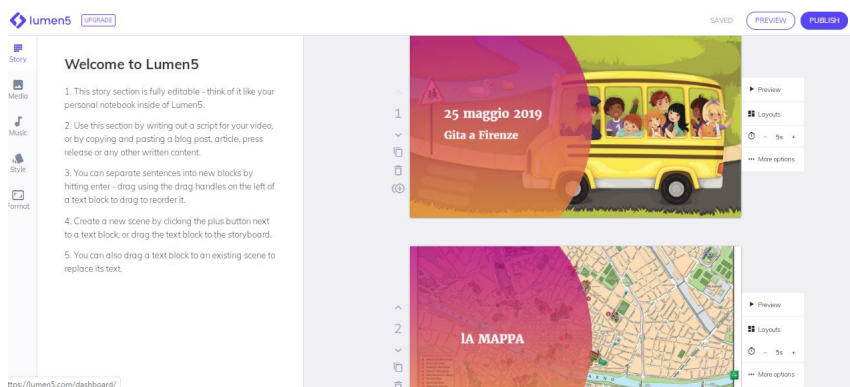 lumen5 UPGRADE
SAVED PREVIEW PUBLISH
Story
Media
Music
Style
Format
Welcome to Lumen5
1. This story section is fully editable - think of it like your
personal notebook inside of Lumen5.
2. Use this section by writing out a script for your video,
or by copying and pasting a blog post, article, press
release or any other written content.
3. You can separate sentences into new blocks by
hitting enter - drag using the drag handles on the left of
a text block to drag to reorder it.
4. Create a new scene by clicking the plus button next
to a text block, or drag the text block to the storyboard.
5. You can also drag a text block to an existing scene to
replace its text.
1
25 maggio 2019
Gita a Firenze
Preview
Layouts
- 5s +
More options
2
lA MAPPA
ARNO
Preview
Layouts
- 5s +
More options
ttps://lumen5.com/dashboard/